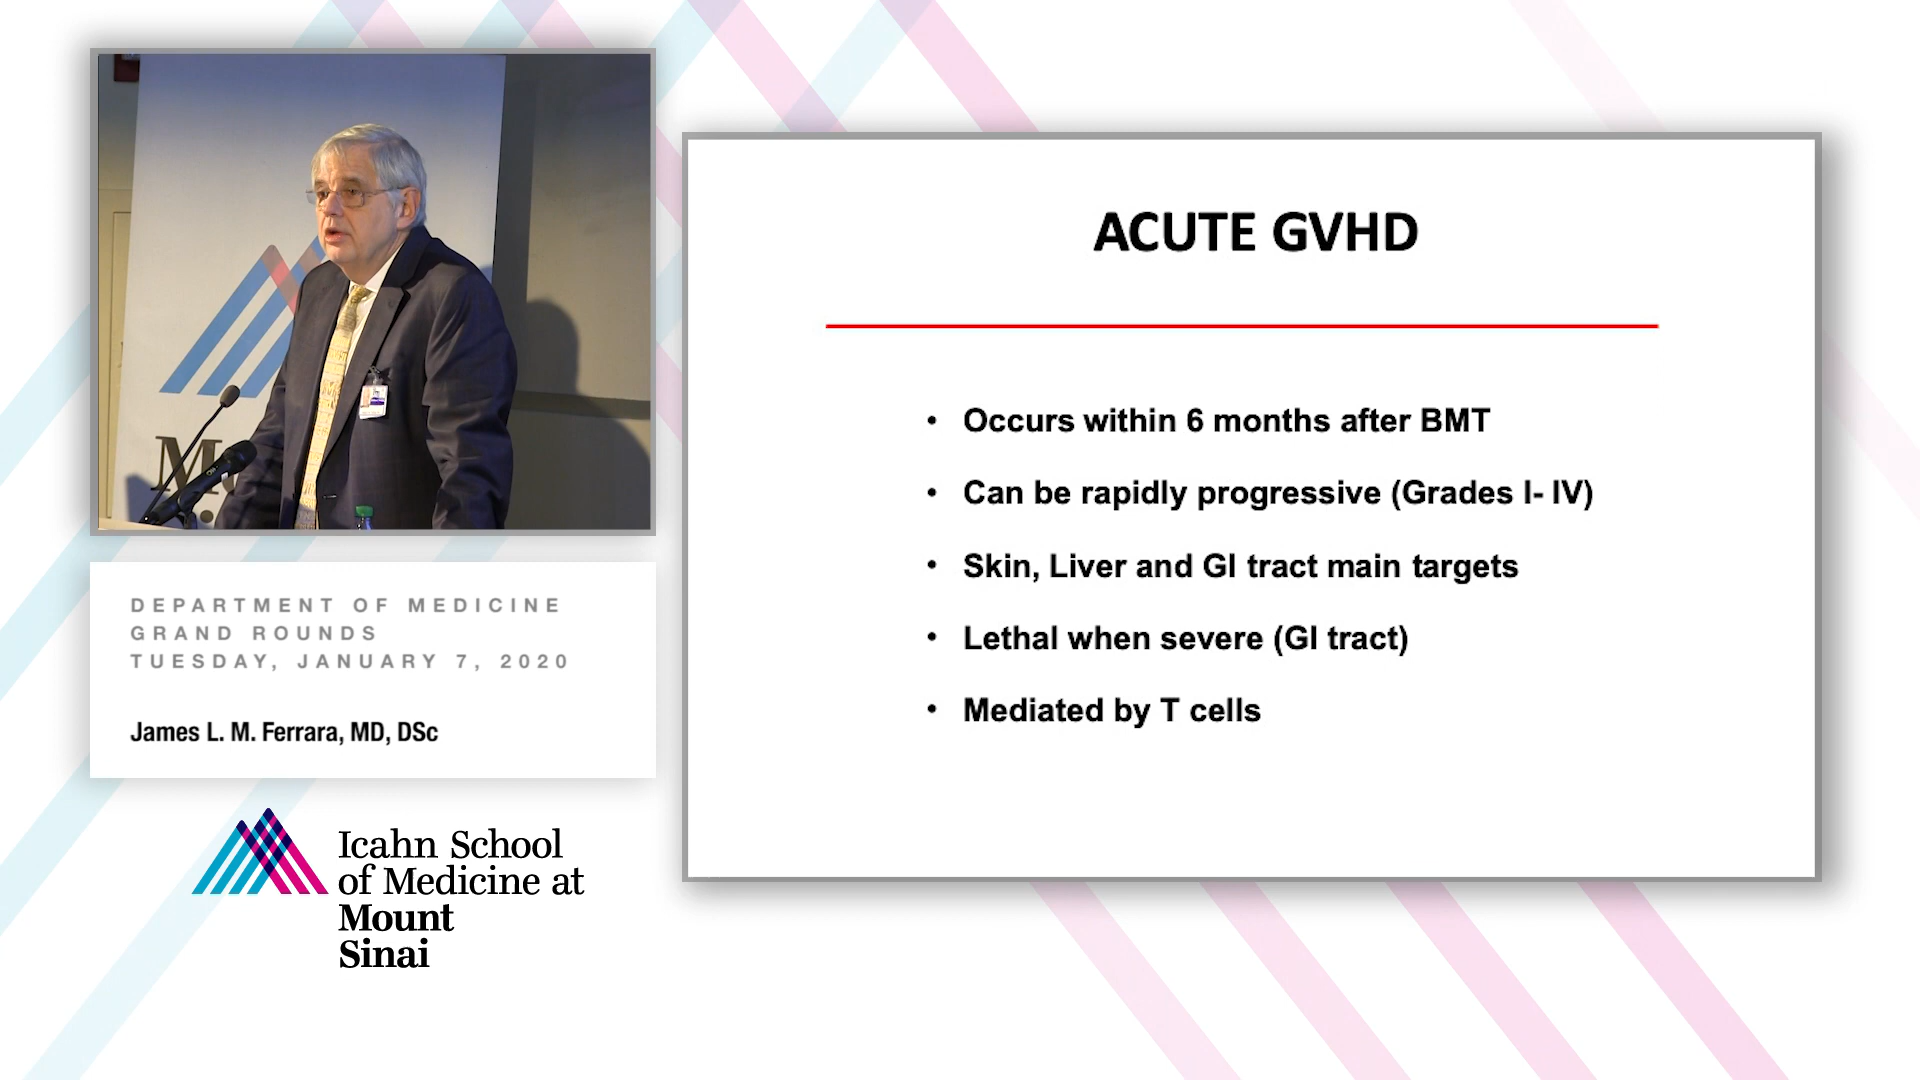 DEPARTMENT OF MEDICINE
GRAND ROUNDS
TUESDAY, JANUARY 7, 2020
James L. M. Ferrara, MD, DSc
Icahn School
of Medicine at
Mount
Sinai
ACUTE GVHD
• Occurs within 6 months after BMT
• Can be rapidly progressive (Grades I- IV)
• Skin, Liver and GI tract main targets
• Lethal when severe (GI tract)
• Mediated by T cells